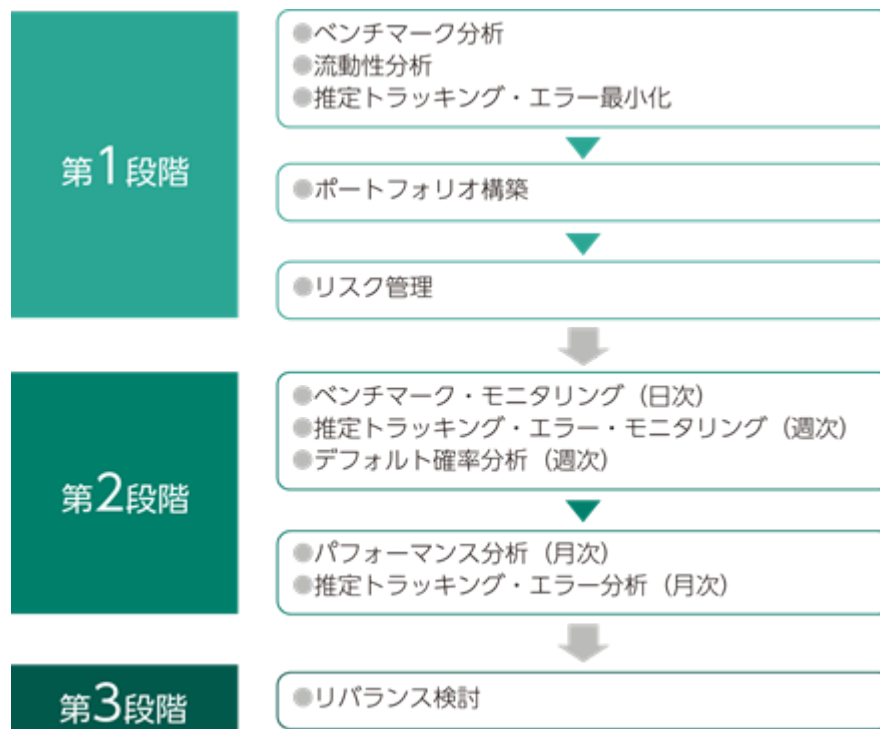 第1段階
●ベンチマーク分析
●流動性分析
●推定トラッキング・エラー最小化
●ポートフォリオ構築
●リスク管理
第2段階
●ベンチマーク・モニタリング（日次）
●推定トラッキング・エラー・モニタリング（週次）
●デフォルト確率分析（週次）
●パフォーマンス分析（月次）
●推定トラッキング・エラー分析（月次）
第3段階
●リバランス検討